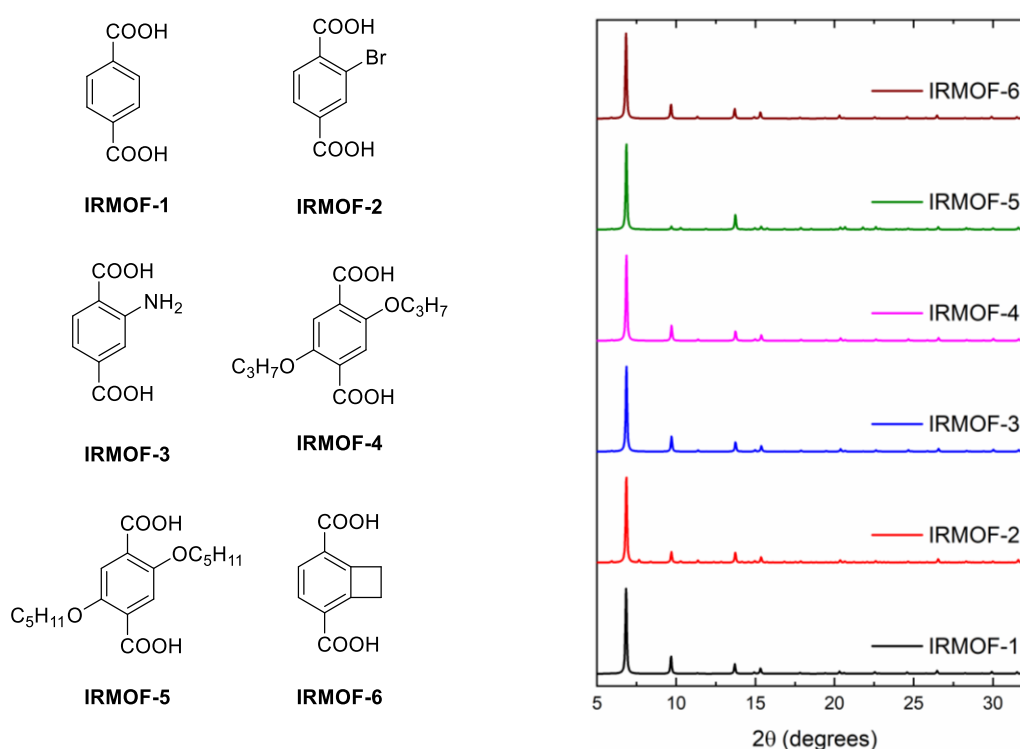 COOH
COOH
IRMOF-1
COOH
Br
COOH
IRMOF-2
COOH
NH₂
COOH
IRMOF-3
COOH
OC₃H₇
C₃H₇O
COOH
IRMOF-4
COOH
OC₅H₁₁
C₅H₁₁O
COOH
IRMOF-5
COOH
COOH
IRMOF-6
IRMOF-6
IRMOF-5
IRMOF-4
IRMOF-3
IRMOF-2
IRMOF-1
5 10 15 20 25 30
2θ (degrees)